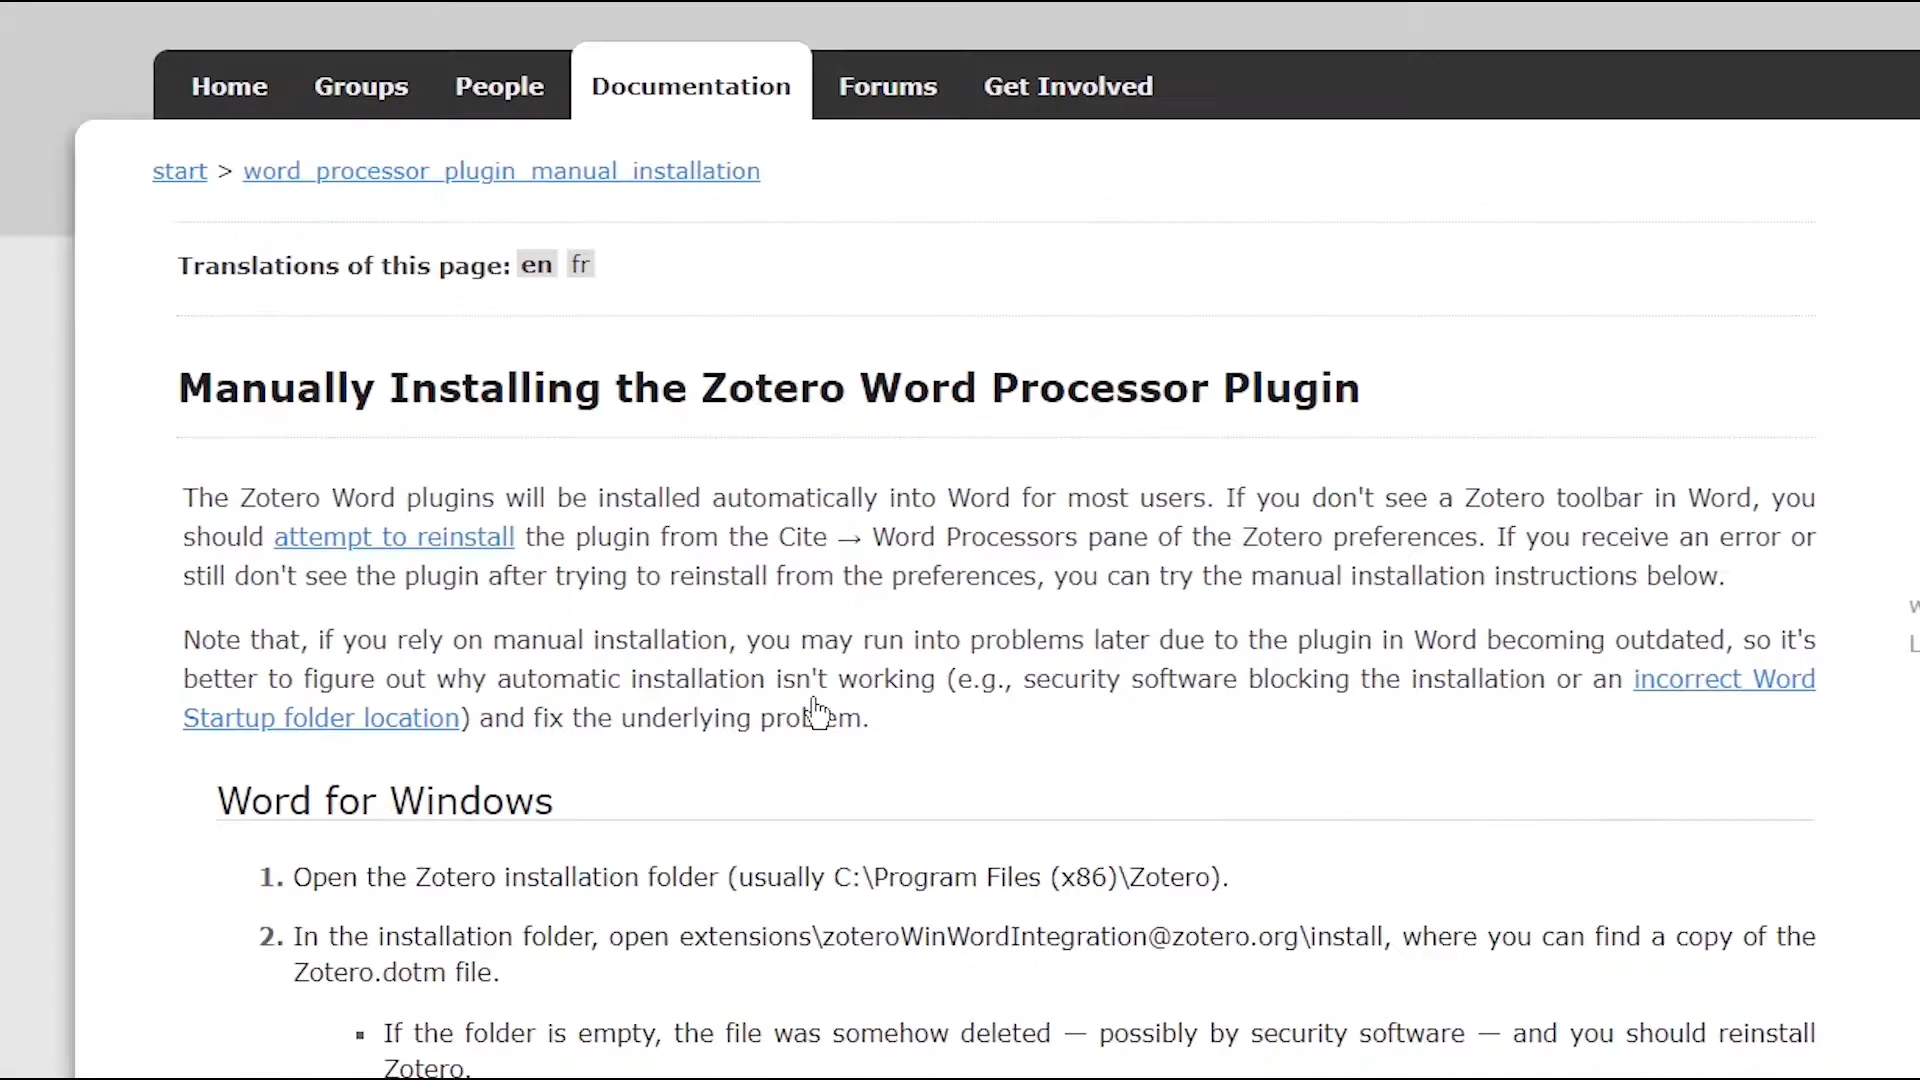 Home Groups People Documentation Forums Get Involved
start > word_processor_plugin_manual_installation
Translations of this page: en fr
Manually Installing the Zotero Word Processor Plugin
The Zotero Word plugins will be installed automatically into Word for most users. If you don't see a Zotero toolbar in Word, you
should attempt to reinstall the plugin from the Cite → Word Processors pane of the Zotero preferences. If you receive an error or
still don't see the plugin after trying to reinstall from the preferences, you can try the manual installation instructions below.
Note that, if you rely on manual installation, you may run into problems later due to the plugin in Word becoming outdated, so it's
better to figure out why automatic installation isn't working (e.g., security software blocking the installation or an incorrect Word
Startup folder location) and fix the underlying problem.
Word for Windows
1. Open the Zotero installation folder (usually C:\Program Files (x86)\Zotero).
2. In the installation folder, open extensions\zoteroWinWordIntegration@zotero.org\install, where you can find a copy of the
Zotero.dotm file.
▪ If the folder is empty, the file was somehow deleted — possibly by security software — and you should reinstall
Zotero.